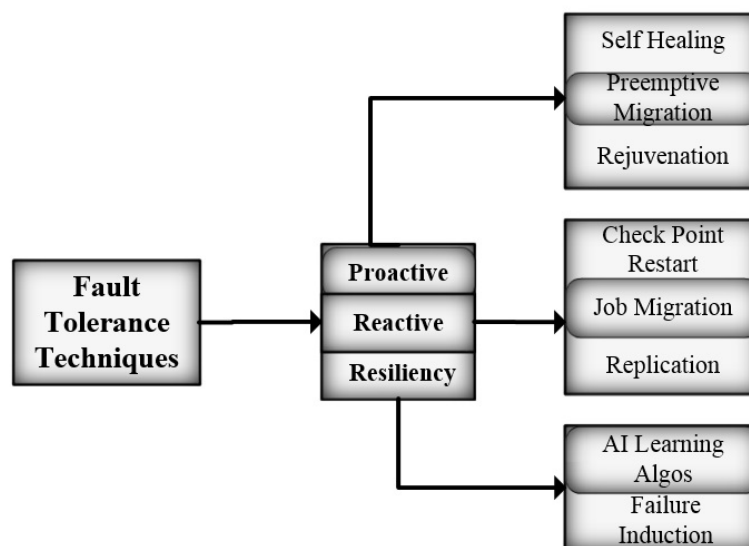 Fault
Tolerance
Techniques
Proactive
Reactive
Resiliency
Self Healing
Preemptive
Migration
Rejuvenation
Check Point
Restart
Job Migration
Replication
AI Learning
Algos
Failure
Induction